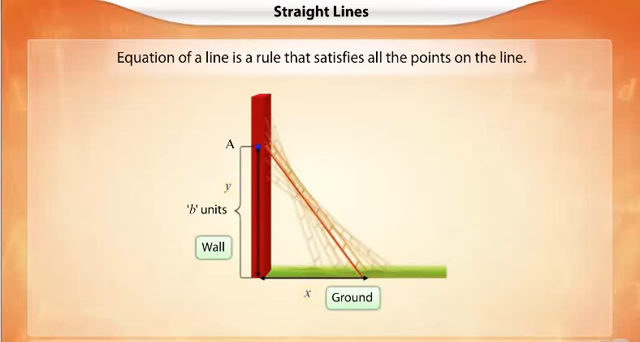 Straight Lines
Equation of a line is a rule that satisfies all the points on the line.
A
y
'b' units
Wall
x
Ground